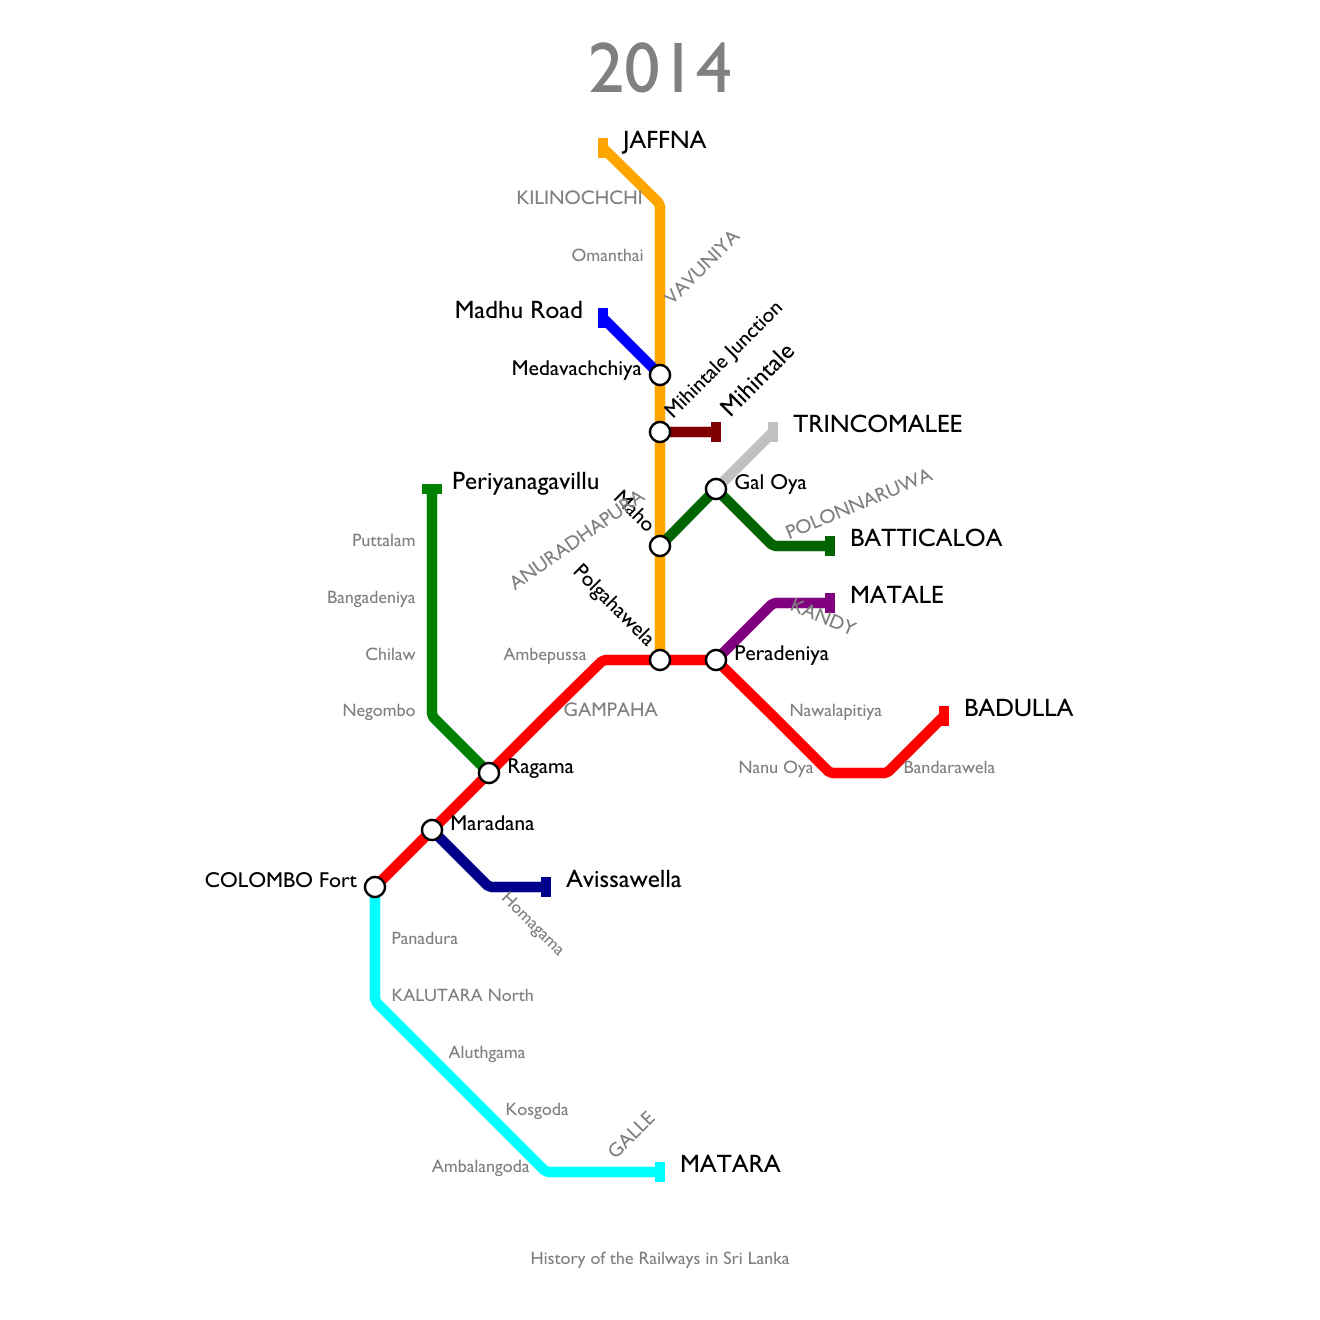 2014
JAFFNA
KILINOCHCHI
Omanthai
VAVUNIYA
Madhu Road
Medavachchiya
Mihintale Junction
Mihintale
TRINCOMALEE
Periyanagavillu
Gal Oya
Maho
ANURADHAPURA
POLONNARUWA
Puttalam
BATTICALOA
Bangadeniya
Polgahawela
MATALE
KANDY
Chilaw
Ambepussa
Peradeniya
Negombo
GAMPAHA
Nawalapitiya
BADULLA
Ragama
Nanu Oya
Bandarawela
Maradana
COLOMBO Fort
Avissawella
Homagama
Panadura
KALUTARA North
Aluthgama
Kosgoda
GALLE
Ambalangoda
MATARA
History of the Railways in Sri Lanka